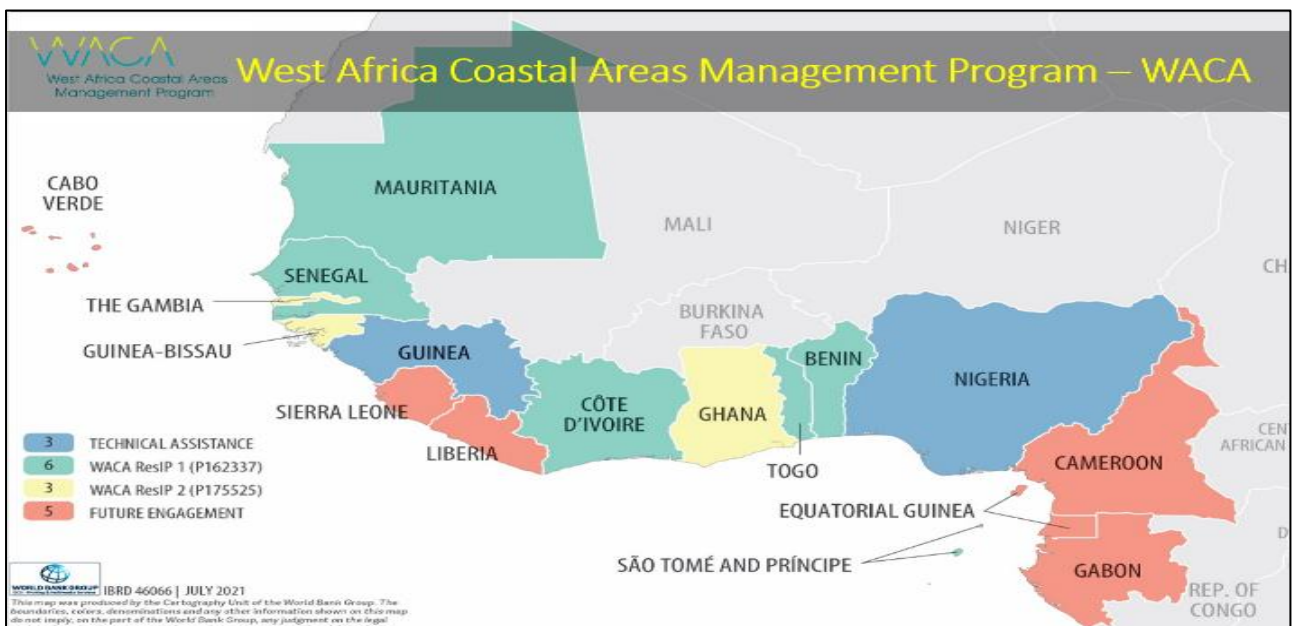 WACA
West Africa Coastal Areas
Management Program
West Africa Coastal Areas Management Program – WACA
CABO
VERDE
MAURITANIA
MALI
NIGER
CH
SENEGAL
THE GAMBIA
GUINEA-BISSAU
GUINEA
BURKINA
FASO
BENIN
NIGERIA
SIERRA LEONE
CÔTE
D’IVOIRE
GHANA
LIBERIA
TOGO
CEN
AFRICAN
CAMEROON
EQUATORIAL GUINEA
SÃO TOMÉ AND PRÍNCIPE
D
GABON
REP. OF
CONGO
3 TECHNICAL ASSISTANCE
6 WACA ResIP 1 (P162337)
3 WACA ResIP 2 (P175525)
5 FUTURE ENGAGEMENT
WORLD BANK GROUP
IBRD 46066 | JULY 2021
This map was produced by the Cartography Unit of the World Bank Group. The
boundaries, colors, denominations and any other information shown on this map
do not imply, on the part of the World Bank Group, any judgment on the legal